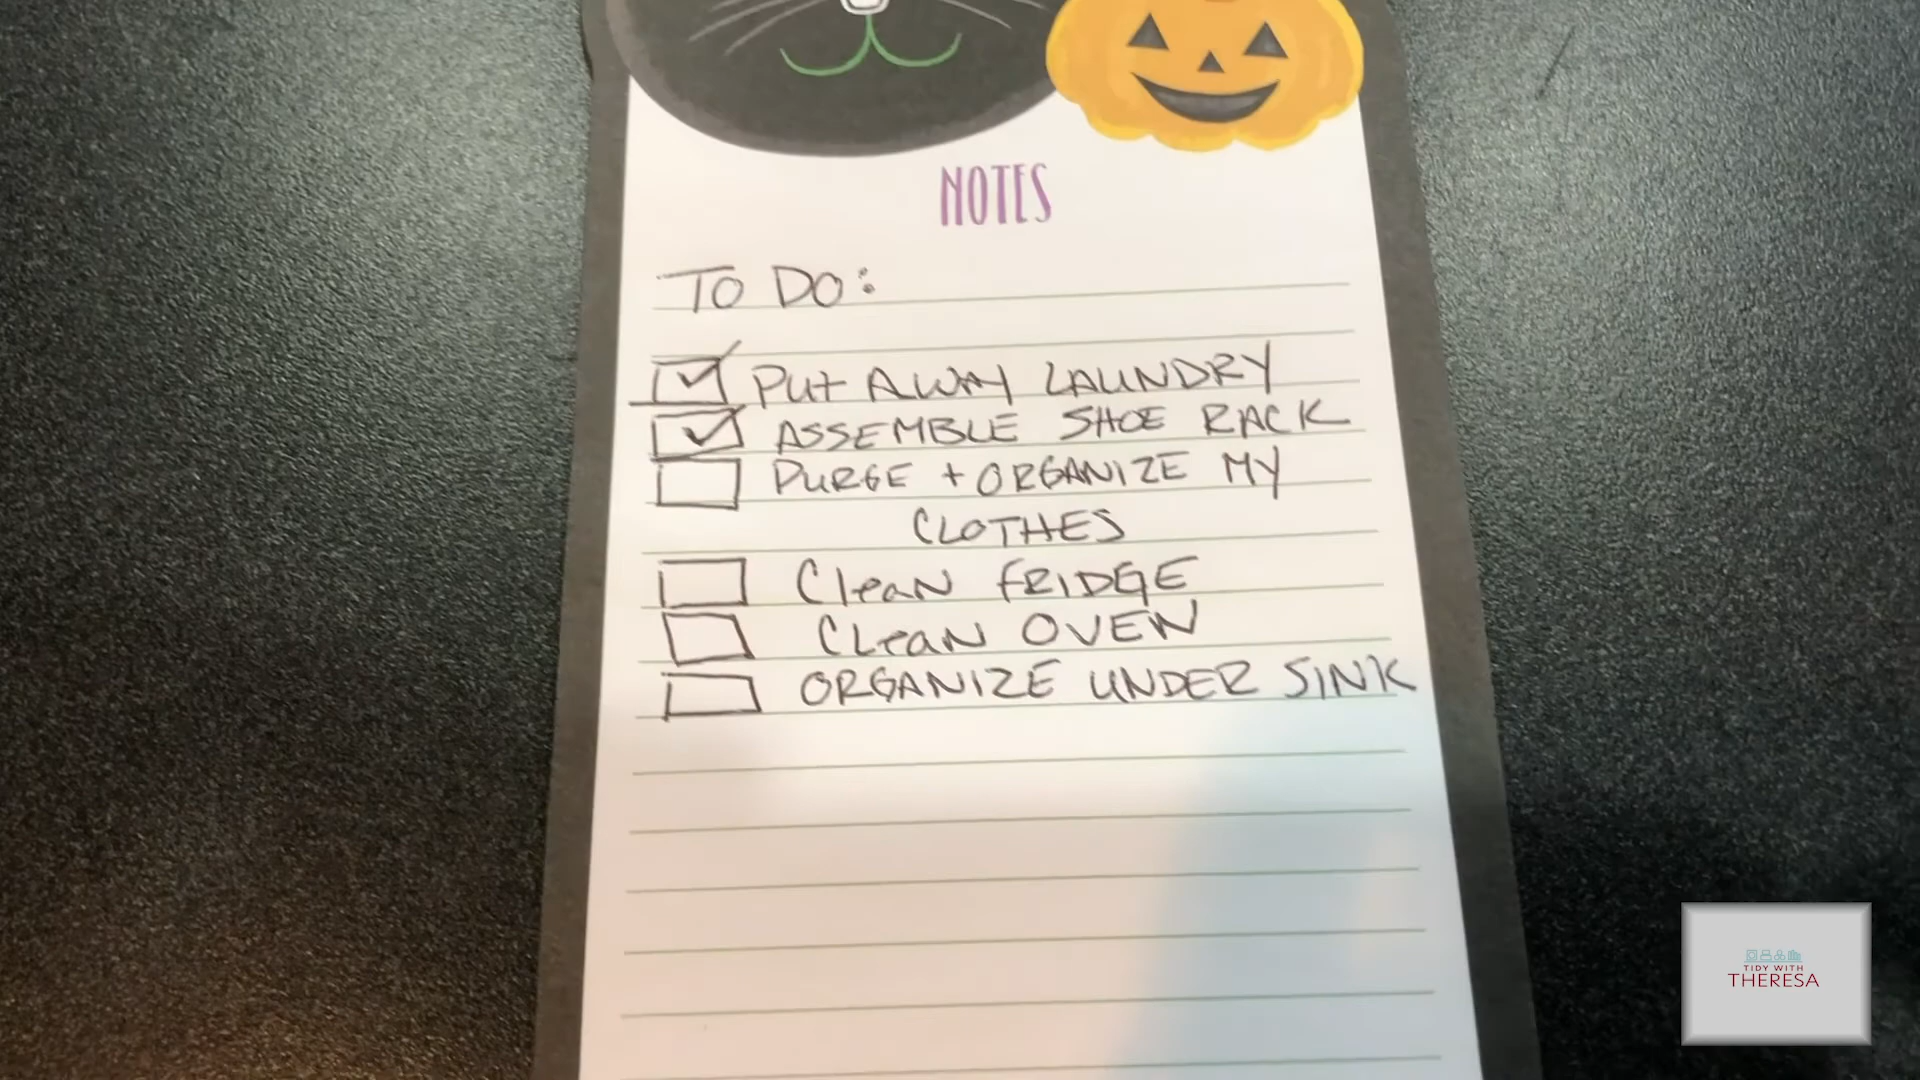 NOTES
TO DO:
PUt AWAY LAUNDRY
ASSEMBLE SHOE RACK
PURGE + ORGANIZE MY
CLOTHES
Clean FRIDGE
Clean OVEN
ORGANIZE UNDER SINK
TIDY WITH
THERESA